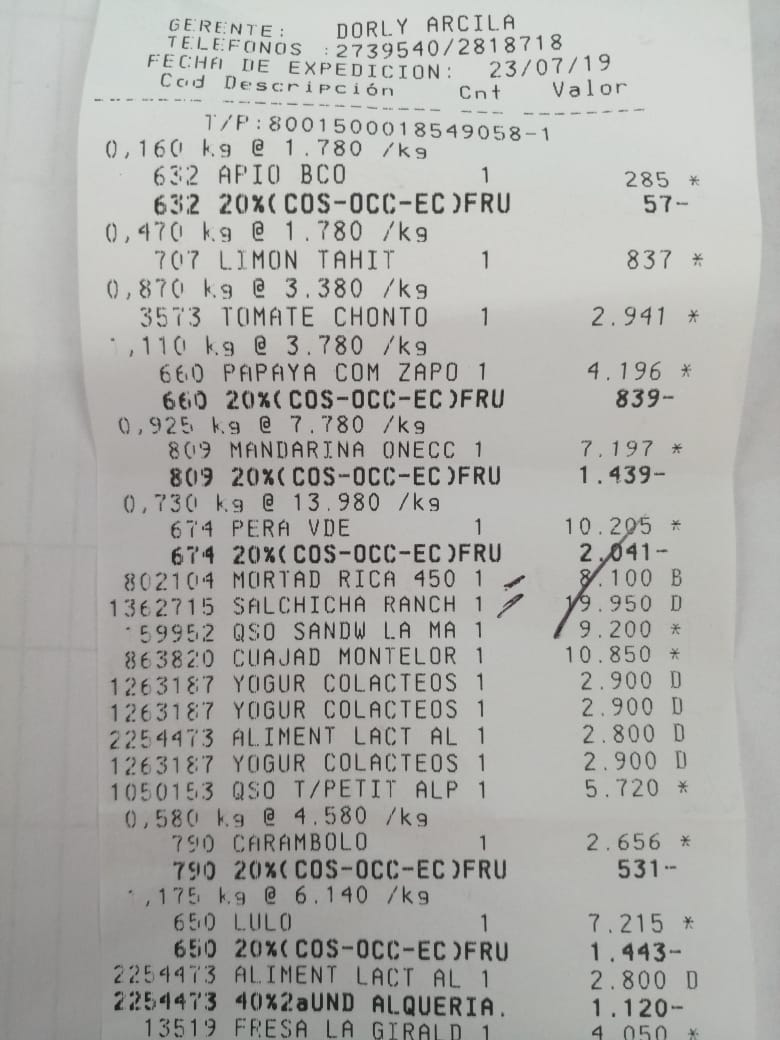 GERENTE: DORLY ARCILA
TELEFONOS :2739540/2818718
FECHA DE EXPEDICION: 23/07/19
Cod Descripción Cnt Valor
T/P:8001500018549058-1
0,160 kg @ 1.780 /kg
632 APIO BCO 1 285 *
632 20%(COS-OCC-EC)FRU 57-
0,470 kg @ 1.780 /kg
707 LIMON TAHIT 1 837 *
0,870 kg @ 3.380 /kg
3573 TOMATE CHONTO 1 2.941 *
1,110 kg @ 3.780 /kg
660 PAPAYA COM ZAPO 1 4.196 *
660 20%(COS-OCC-EC)FRU 839-
0,925 kg @ 7.780 /kg
809 MANDARINA ONECC 1 7.197 *
809 20%(COS-OCC-EC)FRU 1.439-
0,730 kg @ 13.980 /kg
674 PERA VDE 1 10.205 *
674 20%(COS-OCC-EC)FRU 2.041-
802104 MORTAD RICA 450 1 8.100 B
1362715 SALCHICHA RANCH 1 19.950 D
59952 QSO SANDW LA MA 1 9.200 *
863820 CUAJAD MONTELOR 1 10.850 *
1263187 YOGUR COLACTEOS 1 2.900 D
1263187 YOGUR COLACTEOS 1 2.900 D
2254473 ALIMENT LACT AL 1 2.800 D
1263187 YOGUR COLACTEOS 1 2.900 D
1050153 QSO T/PETIT ALP 1 5.720 *
0,580 kg @ 4.580 /kg
790 CARAMBOLO 1 2.656 *
790 20%(COS-OCC-EC)FRU 531-
1,175 kg @ 6.140 /kg
650 LULO 1 7.215 *
650 20%(COS-OCC-EC)FRU 1.443-
2254473 ALIMENT LACT AL 1 2.800 D
2254473 40%2aUND ALQUERIA. 1.120-
13519 FRESA LA GIRALD 1 4.050 *